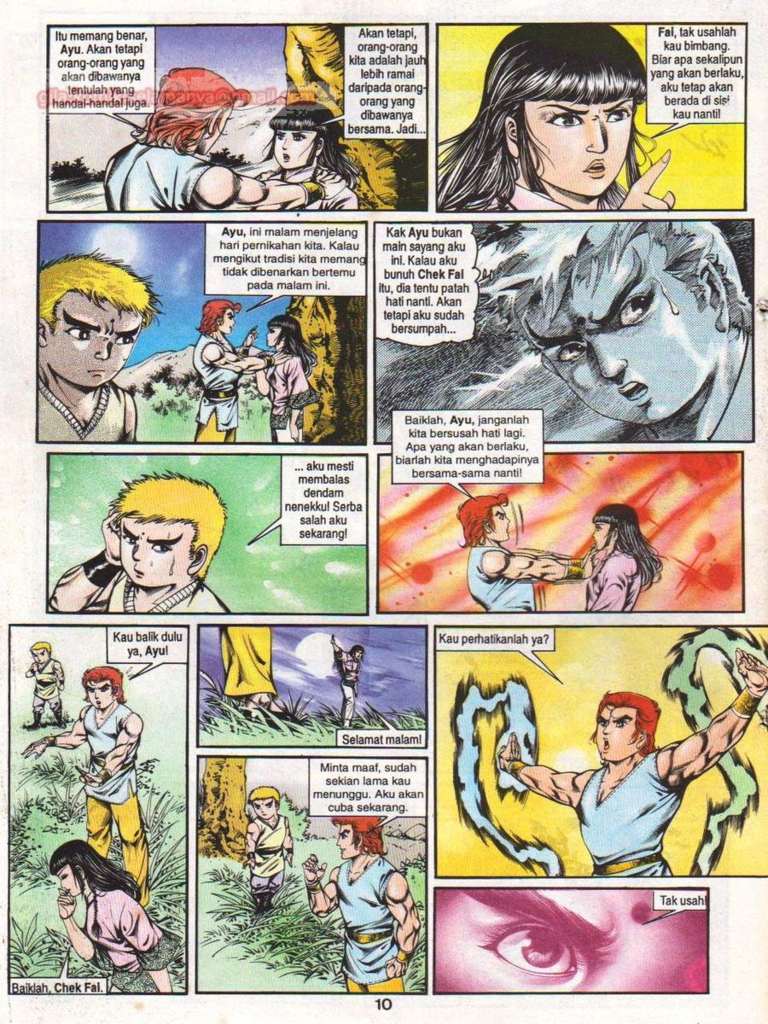 Itu memang benar,
Ayu. Akan tetapi
orang-orang yang
akan dibawanya
tentulah yang
handal-handal juga.
Akan tetapi,
orang-orang
kita adalah jauh
lebih ramai
daripada orang-
orang yang
dibawanya
bersama. Jadi...
Fal, tak usahlah
kau bimbang.
Biar apa sekalipun
yang akan berlaku,
aku tetap akan
berada di sisi
kau nanti!
Ayu, ini malam menjelang
hari pernikahan kita. Kalau
mengikut tradisi kita memang
tidak dibenarkan bertemu
pada malam ini.
Kak Ayu bukan
main sayang aku
ini. Kalau aku
bunuh Chek Fal
itu, dia tentu patah
hati nanti. Akan
tetapi aku sudah
bersumpah...
... aku mesti
membalas
dendam
nenekku! Serba
salah aku
sekarang!
Baiklah, Ayu, janganlah
kita bersusah hati lagi.
Apa yang akan berlaku,
biarlah kita menghadapinya
bersama-sama nanti!
Kau balik dulu
ya, Ayu!
Baiklah, Chek Fal.
Selamat malam!
Minta maaf, sudah
sekian lama kau
menunggu. Aku akan
cuba sekarang.
Kau perhatikanlah ya?
Tak usah!
10